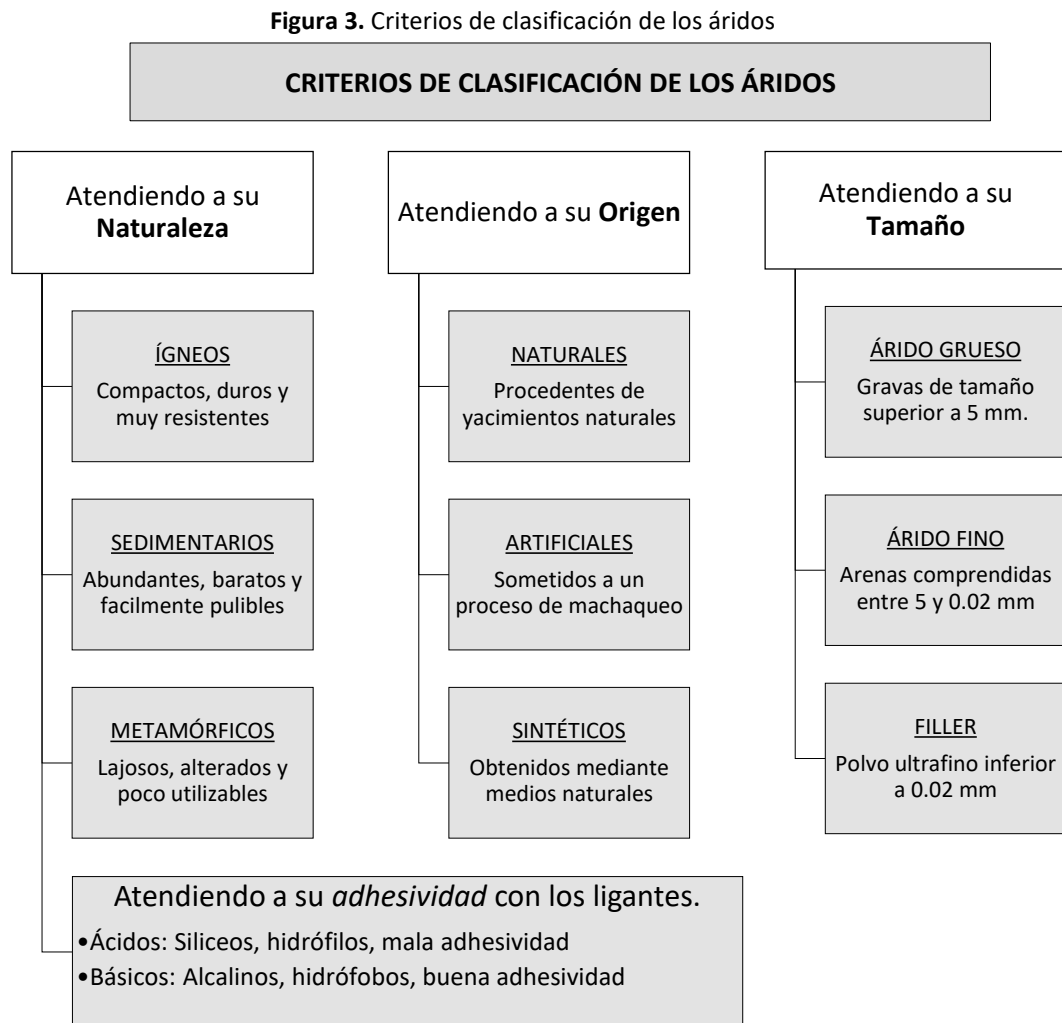 Figura 3. Criterios de clasificación de los áridos
CRITERIOS DE CLASIFICACIÓN DE LOS ÁRIDOS
Atendiendo a su
Naturaleza
ÍGNEOS
Compactos, duros y
muy resistentes
SEDIMENTARIOS
Abundantes, baratos y
facilmente pulibles
METAMÓRFICOS
Lajosos, alterados y
poco utilizables
Atendiendo a su adhesividad con los ligantes.
•Ácidos: Siliceos, hidrófilos, mala adhesividad
•Básicos: Alcalinos, hidrófobos, buena adhesividad
Atendiendo a su Origen
NATURALES
Procedentes de
yacimientos naturales
ARTIFICIALES
Sometidos a un
proceso de machaqueo
SINTÉTICOS
Obtenidos mediante
medios naturales
Atendiendo a su
Tamaño
ÁRIDO GRUESO
Gravas de tamaño
superior a 5 mm.
ÁRIDO FINO
Arenas comprendidas
entre 5 y 0.02 mm
FILLER
Polvo ultrafino inferior
a 0.02 mm